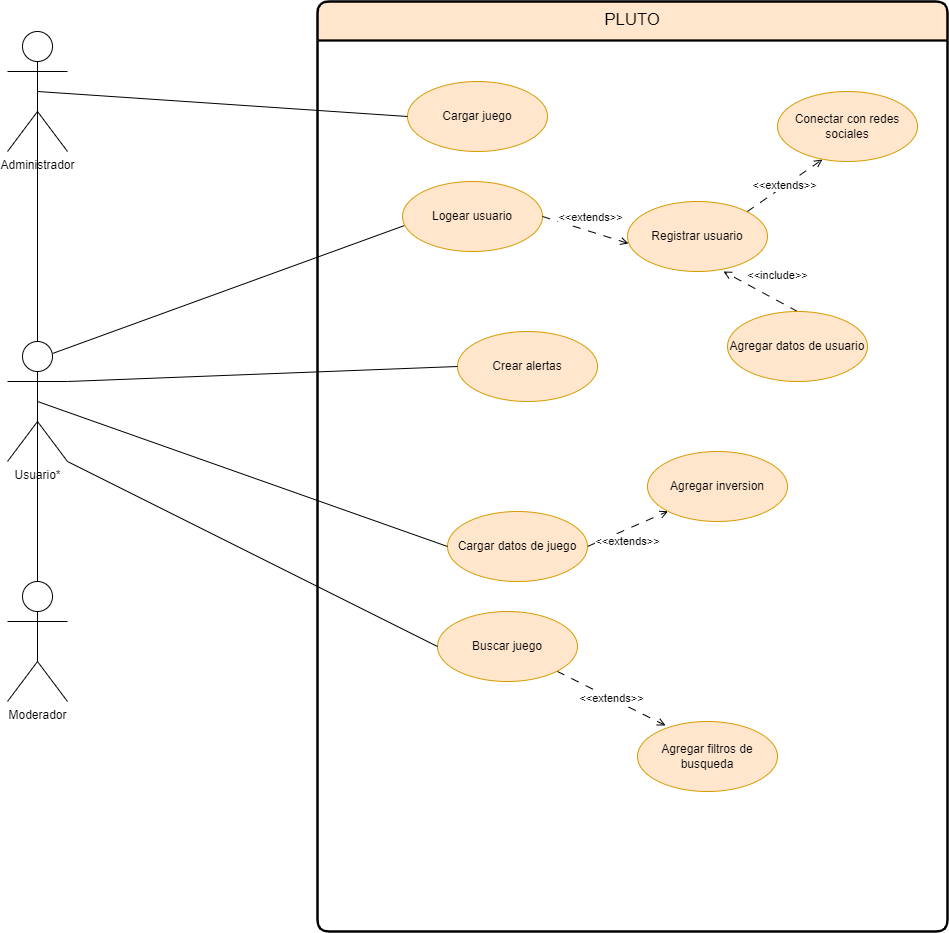 PLUTO
Cargar juego
Conectar con redes
sociales
Administrador
<<extends>>
Logear usuario
<<extends>>
Registrar usuario
<<include>>
Agregar datos de usuario
Crear alertas
Usuario*
Agregar inversion
Cargar datos de juego
<<extends>>
Buscar juego
<<extends>>
Moderador
Agregar filtros de
busqueda